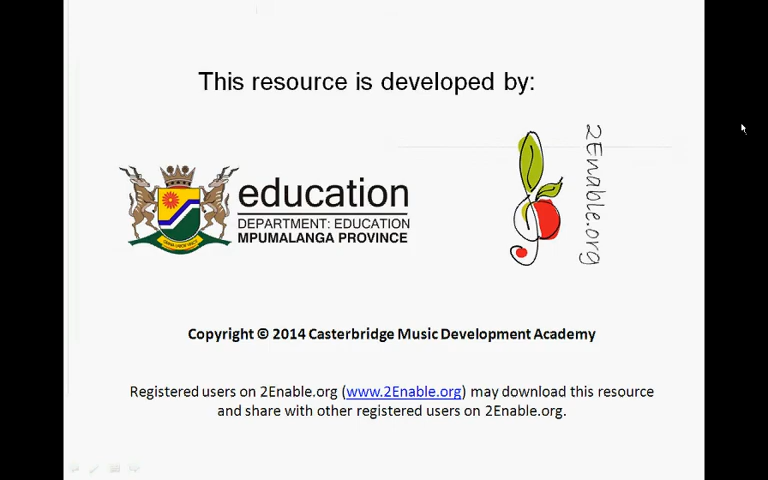 This resource is developed by:
education
DEPARTMENT: EDUCATION
MPUMALANGA PROVINCE
2Enable.org
Copyright © 2014 Casterbridge Music Development Academy
Registered users on 2Enable.org (www.2Enable.org) may download this resource
and share with other registered users on 2Enable.org.